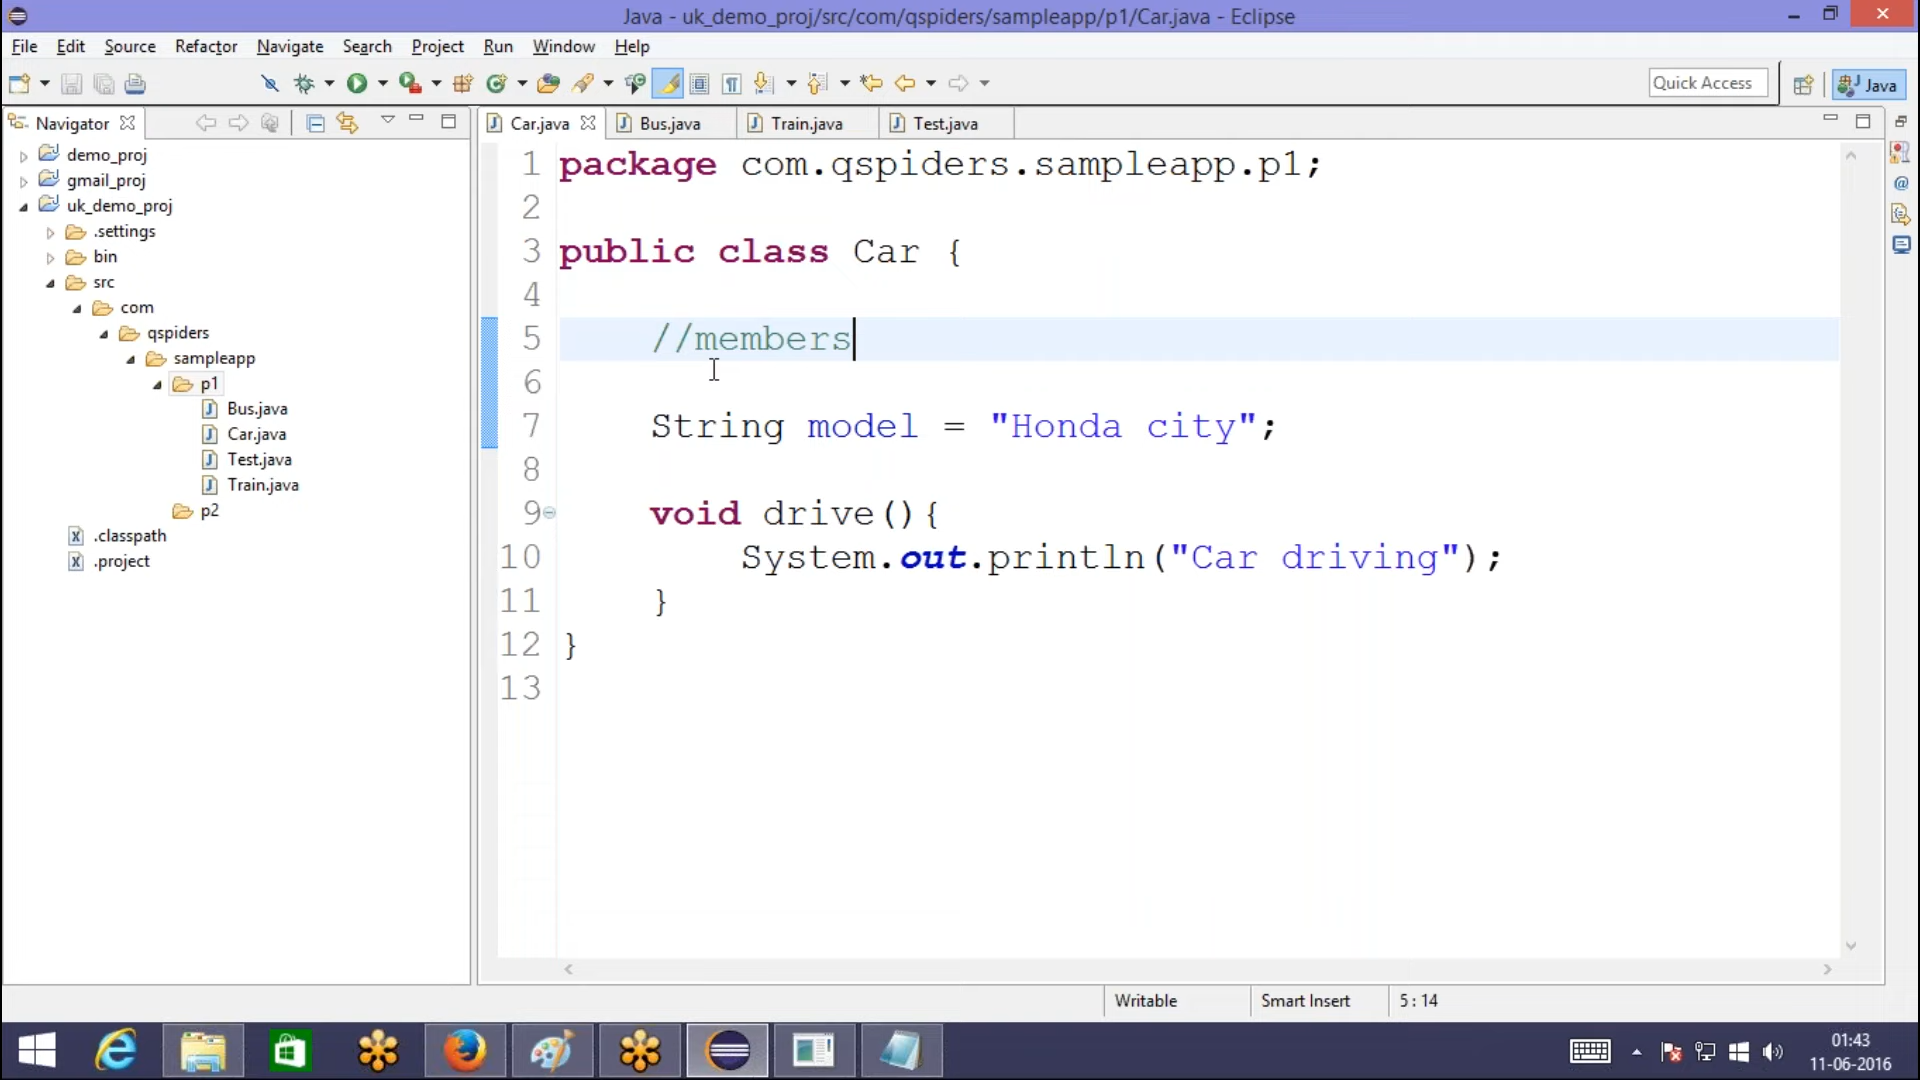 Java - uk_demo_proj/src/com/qspiders/sampleapp/p1/Car.java - Eclipse
File Edit Source Refactor Navigate Search Project Run Window Help
Quick Access
Java
Navigator
Car.java
Bus.java
Train.java
Test.java
demo_proj
gmail_proj
uk_demo_proj
.settings
bin
src
com
qspiders
sampleapp
p1
Bus.java
Car.java
Test.java
Train.java
p2
.classpath
.project
1 package com.qspiders.sampleapp.p1;
2
3 public class Car {
4
5 //members
6
7 String model = "Honda city";
8
9 void drive(){
10 System.out.println("Car driving");
11 }
12 }
13
Writable
Smart Insert
5 : 14
01:43
11-06-2016